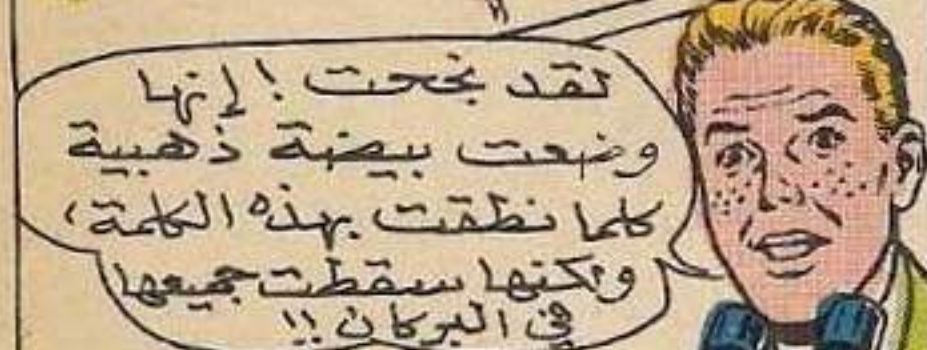 لقد نجحت ! إنها
وضعت بيضة ذهبية
كلما نطقت بهذه الكلمة،
ولكنها سقطت جميعها
في البركان !!